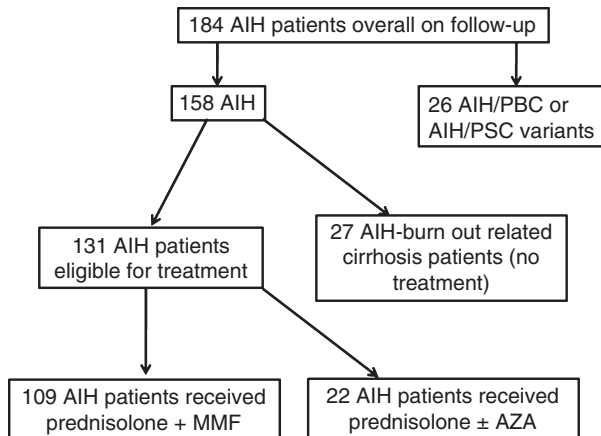 184 AIH patients overall on follow-up
158 AIH
26 AIH/PBC or
AIH/PSC variants
131 AIH patients
eligible for treatment
27 AIH-burn out related
cirrhosis patients (no
treatment)
109 AIH patients received
prednisolone + MMF
22 AIH patients received
prednisolone ± AZA